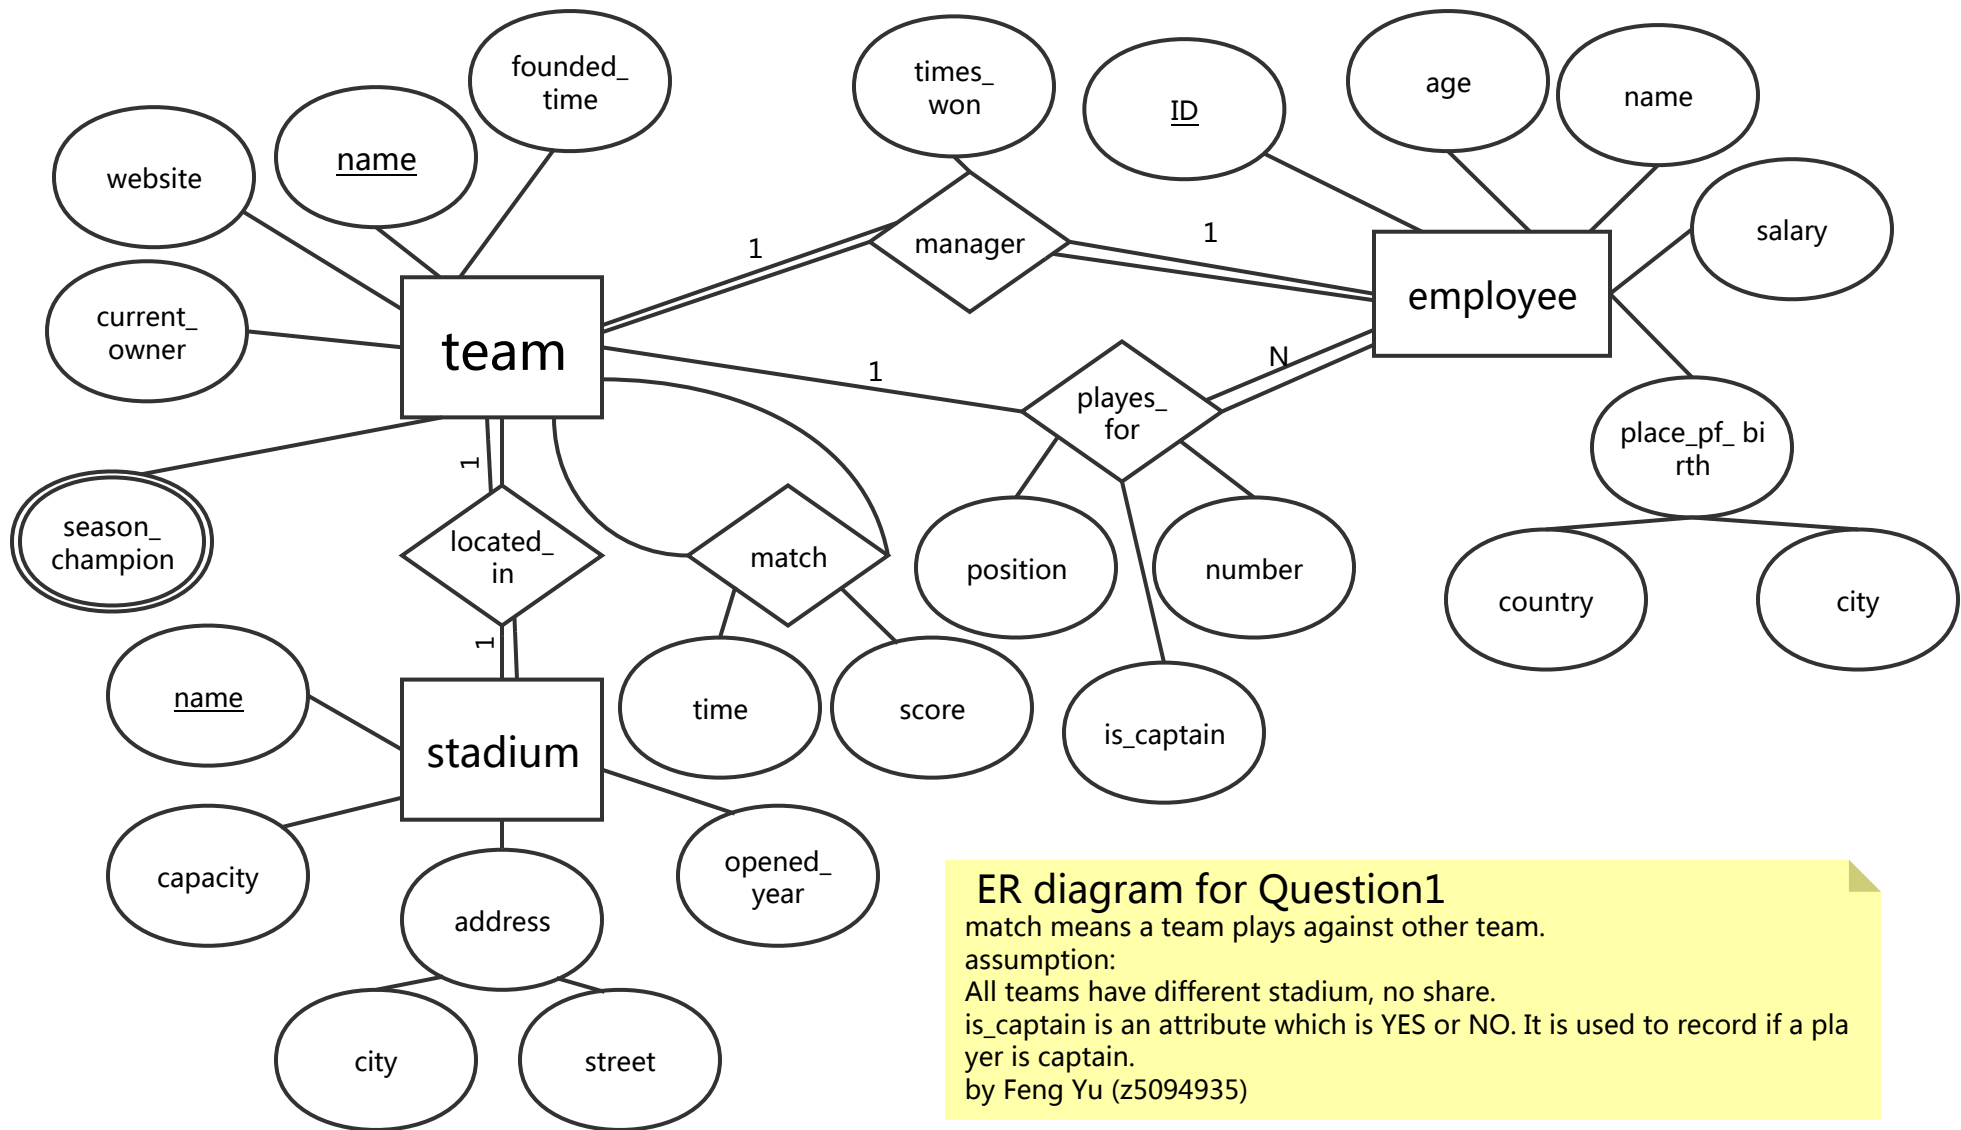 founded_
time
times_
won
ID
age
name
website
name
salary
current_
owner
team
1
manager
1
employee
1
playes_
for
N
place_pf_ bi
rth
season_
champion
1
located_
in
match
position
number
country
city
1
name
stadium
time
score
is_captain
capacity
address
opened_
year
city
street
ER diagram for Question1
match means a team plays against other team.
assumption:
All teams have different stadium, no share.
is_captain is an attribute which is YES or NO. It is used to record if a pla
yer is captain.
by Feng Yu (z5094935)